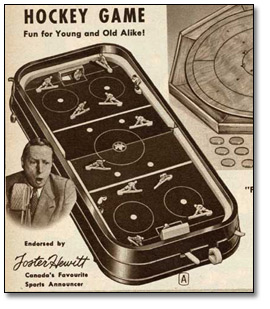 HOCKEY GAME
Fun for Young and Old Alike!
Endorsed by
Foster Hewitt
Canada's Favourite
Sports Announcer
A